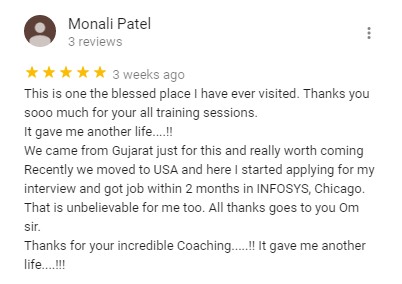 Monali Patel
3 reviews
3 weeks ago
This is one the blessed place I have ever visited. Thanks you
sooo much for your all training sessions.
It gave me another life....!!
We came from Gujarat just for this and really worth coming
Recently we moved to USA and here I started applying for my
interview and got job within 2 months in INFOSYS, Chicago.
That is unbelievable for me too. All thanks goes to you Om
sir.
Thanks for your incredible Coaching.....!! It gave me another
life....!!!